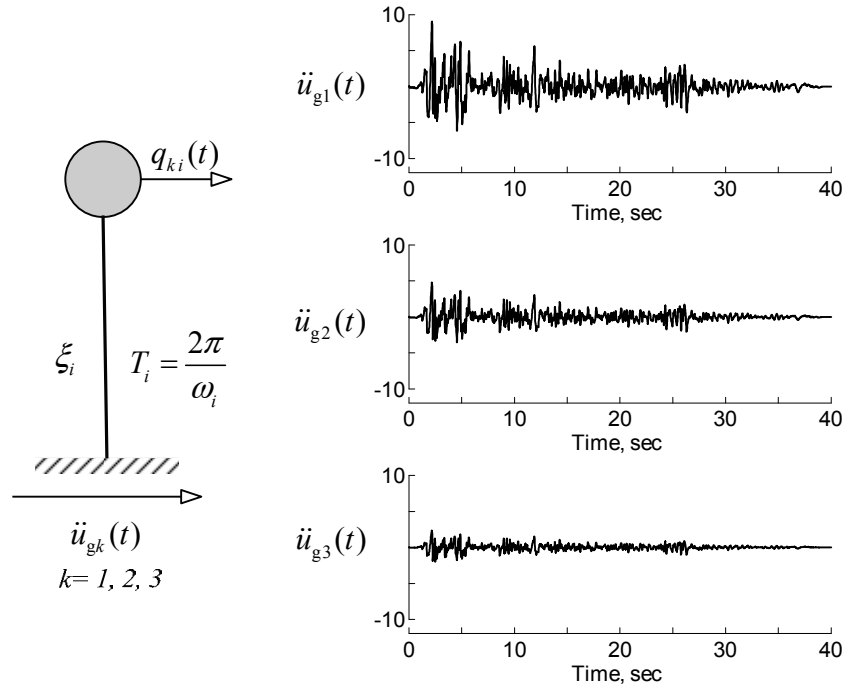 q_{ki}(t)
ξ_i
T_i = 2π / ω_i
ü_{gk}(t)
k= 1, 2, 3
ü_{g1}(t)
10
-10
0 10 20 30 40
Time, sec
ü_{g2}(t)
10
-10
0 10 20 30 40
Time, sec
ü_{g3}(t)
10
-10
0 10 20 30 40
Time, sec